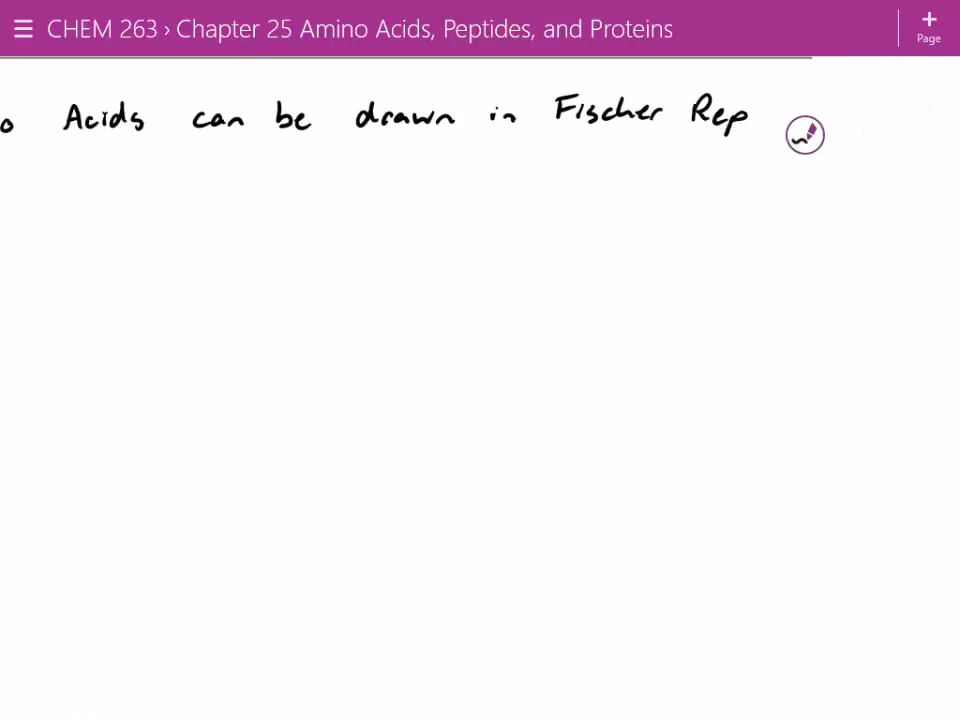 CHEM 263 › Chapter 25 Amino Acids, Peptides, and Proteins
Page
o Acids can be drawn in Fischer Rep